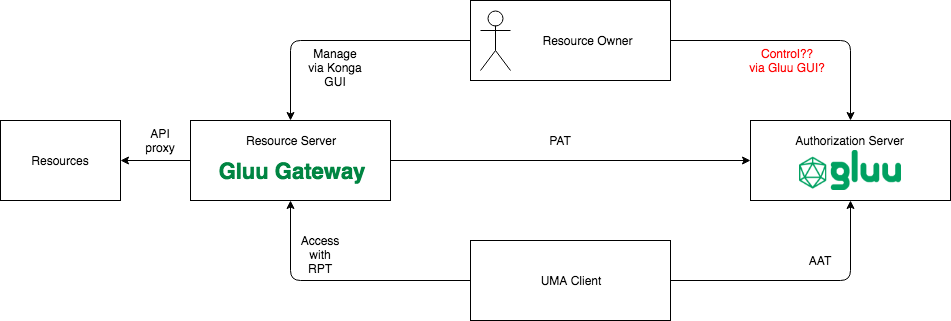 Resource Owner
Manage
via Konga
GUI
Control??
via Gluu GUI?
Resources
API
proxy
Resource Server
Gluu Gateway
PAT
Authorization Server
gluu
Access
with
RPT
UMA Client
AAT